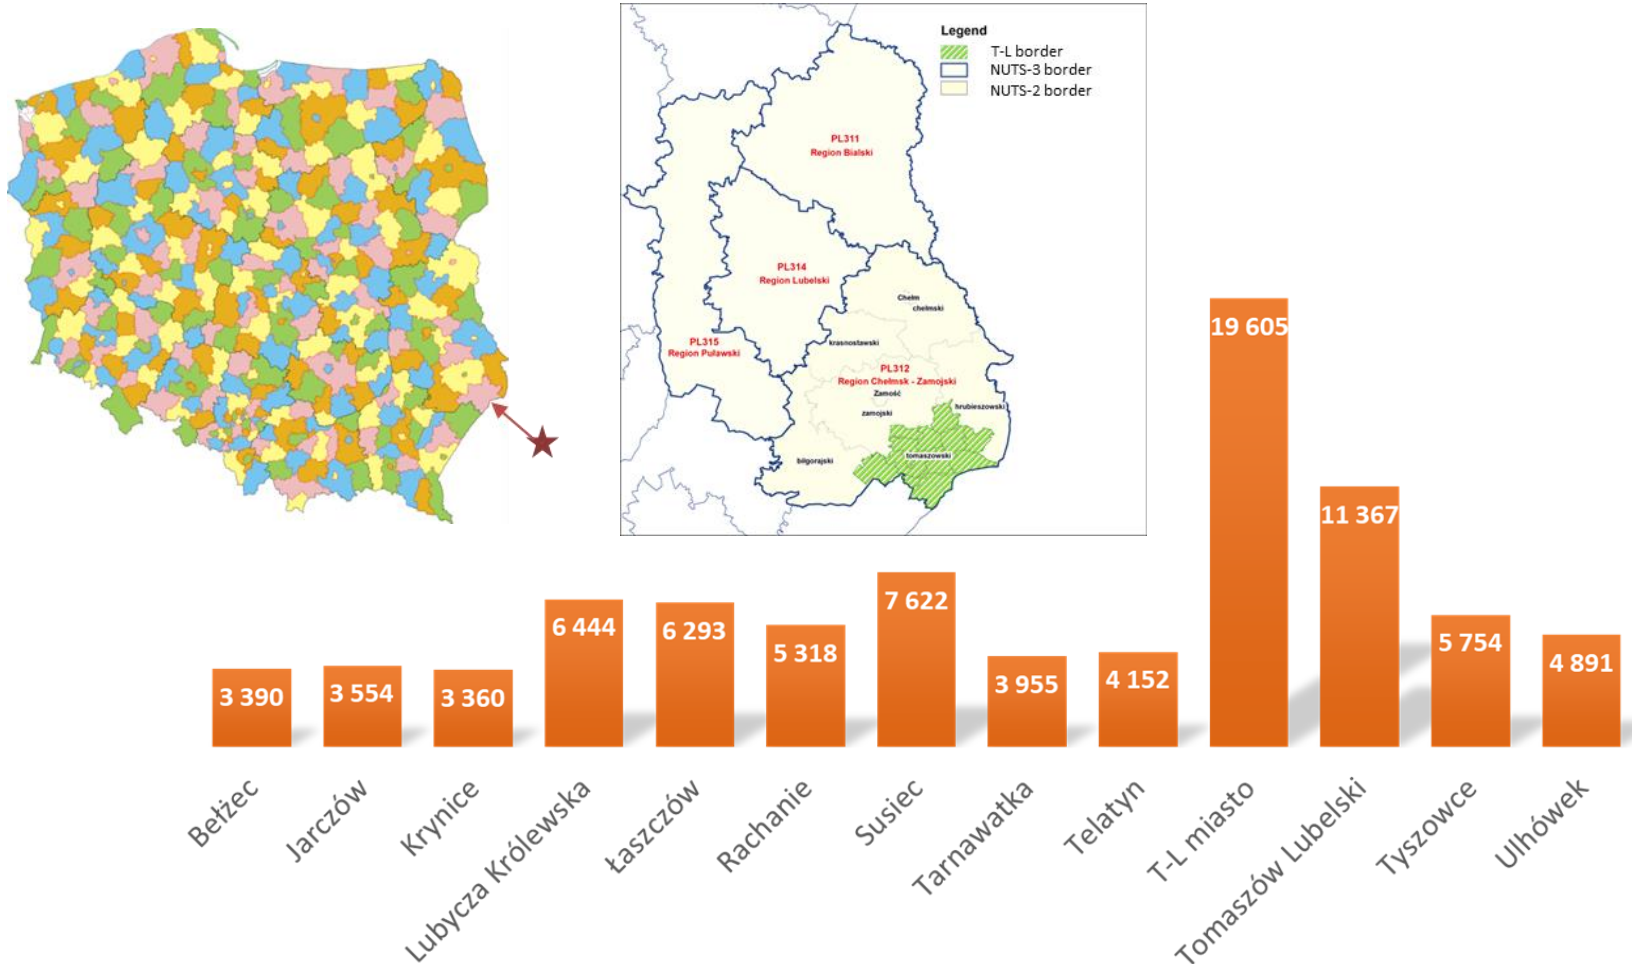 Legend
T-L border
NUTS-3 border
NUTS-2 border
PL311
Region Bialski
PL314
Region Lubelski
Chełm
chełmski
PL315
Region Puławski
krasnostawski
PL312
Region Chełmsk - Zamojski
Zamość
zamojski
hrubieszowski
tomaszowski
biłgorajski
3 390
3 554
3 360
6 444
6 293
5 318
7 622
3 955
4 152
19 605
11 367
5 754
4 891
Bełżec
Jarczów
Krynice
Lubycza Królewska
Łaszczów
Rachanie
Susiec
Tarnawatka
Telatyn
T-L miasto
Tomaszów Lubelski
Tyszowce
Ulhówek